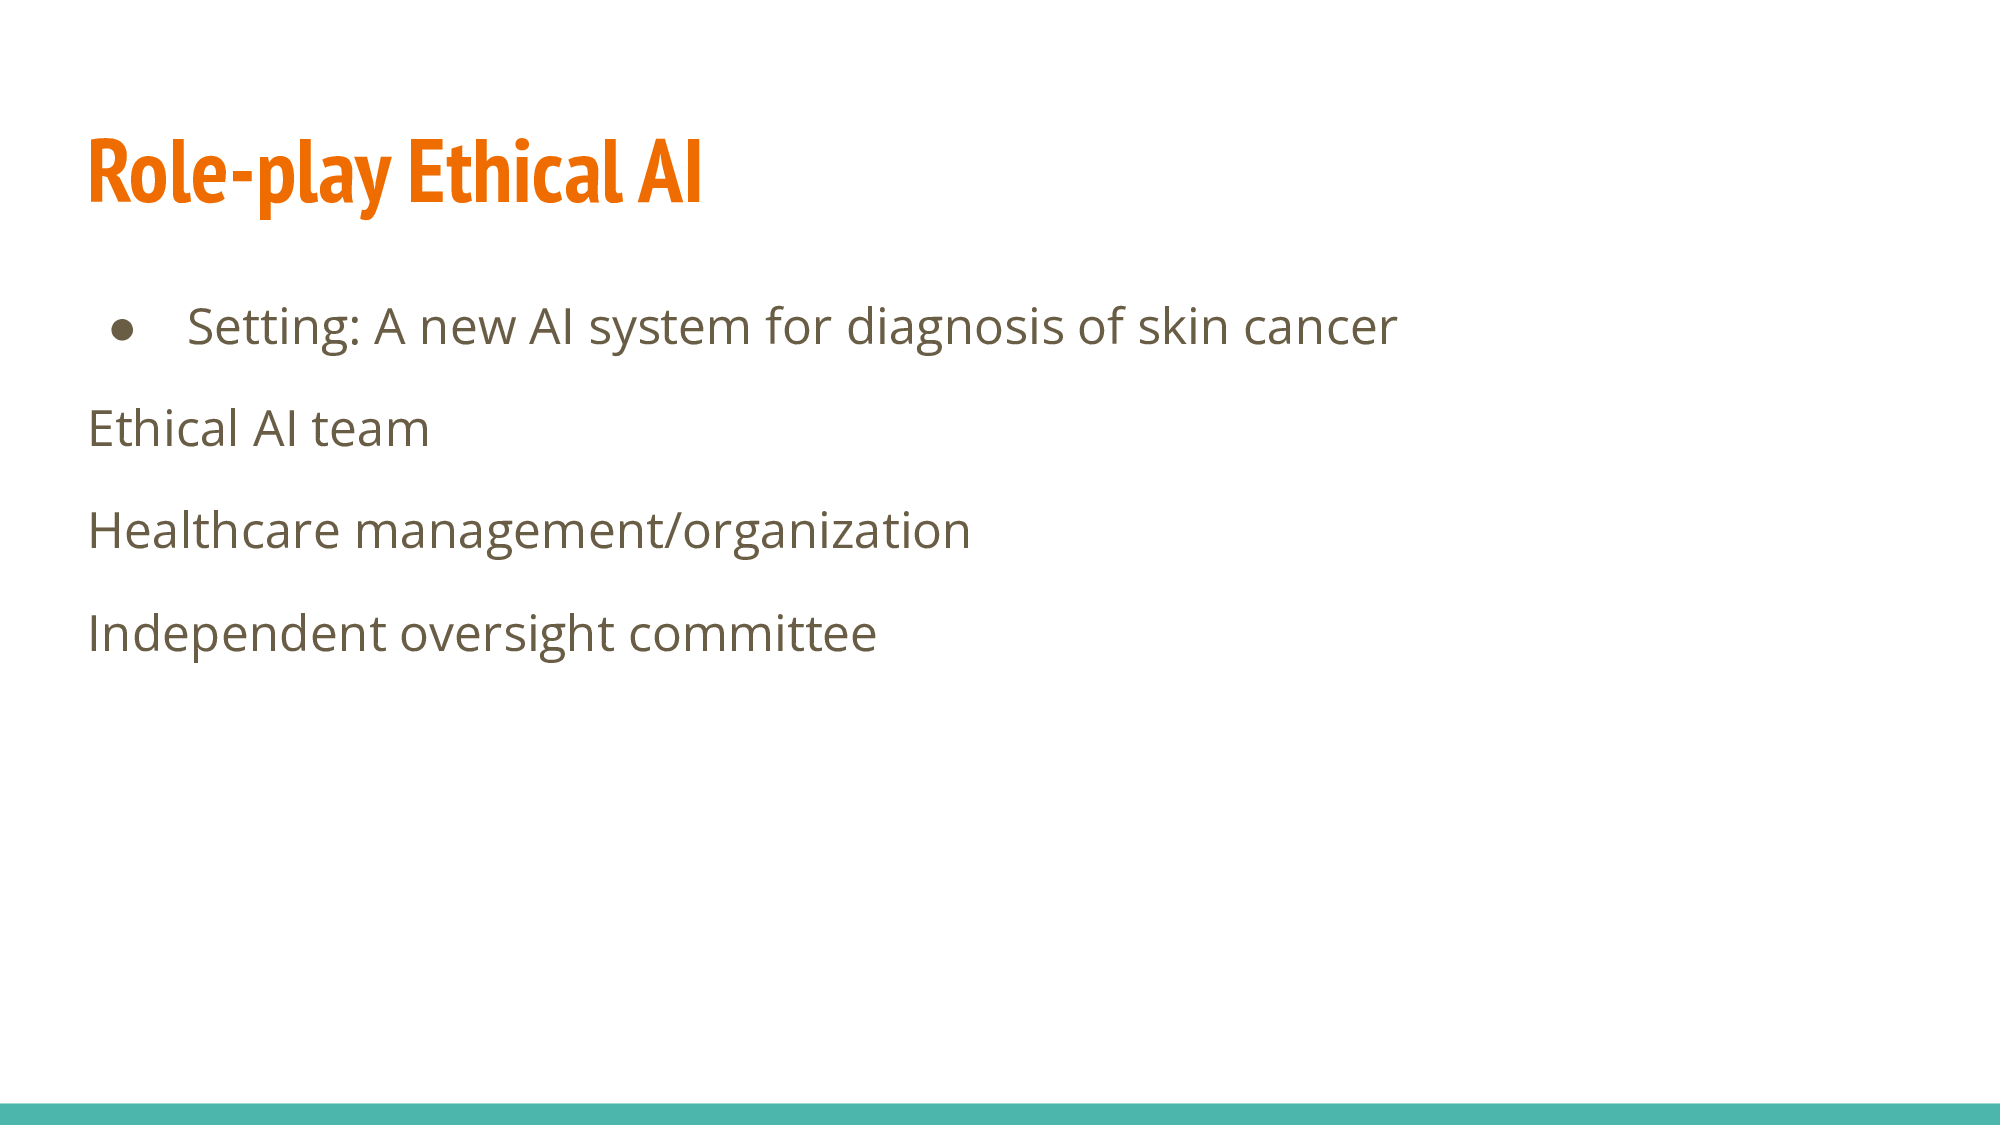 Role-play Ethical AI
● Setting: A new AI system for diagnosis of skin cancer
Ethical AI team
Healthcare management/organization
Independent oversight committee